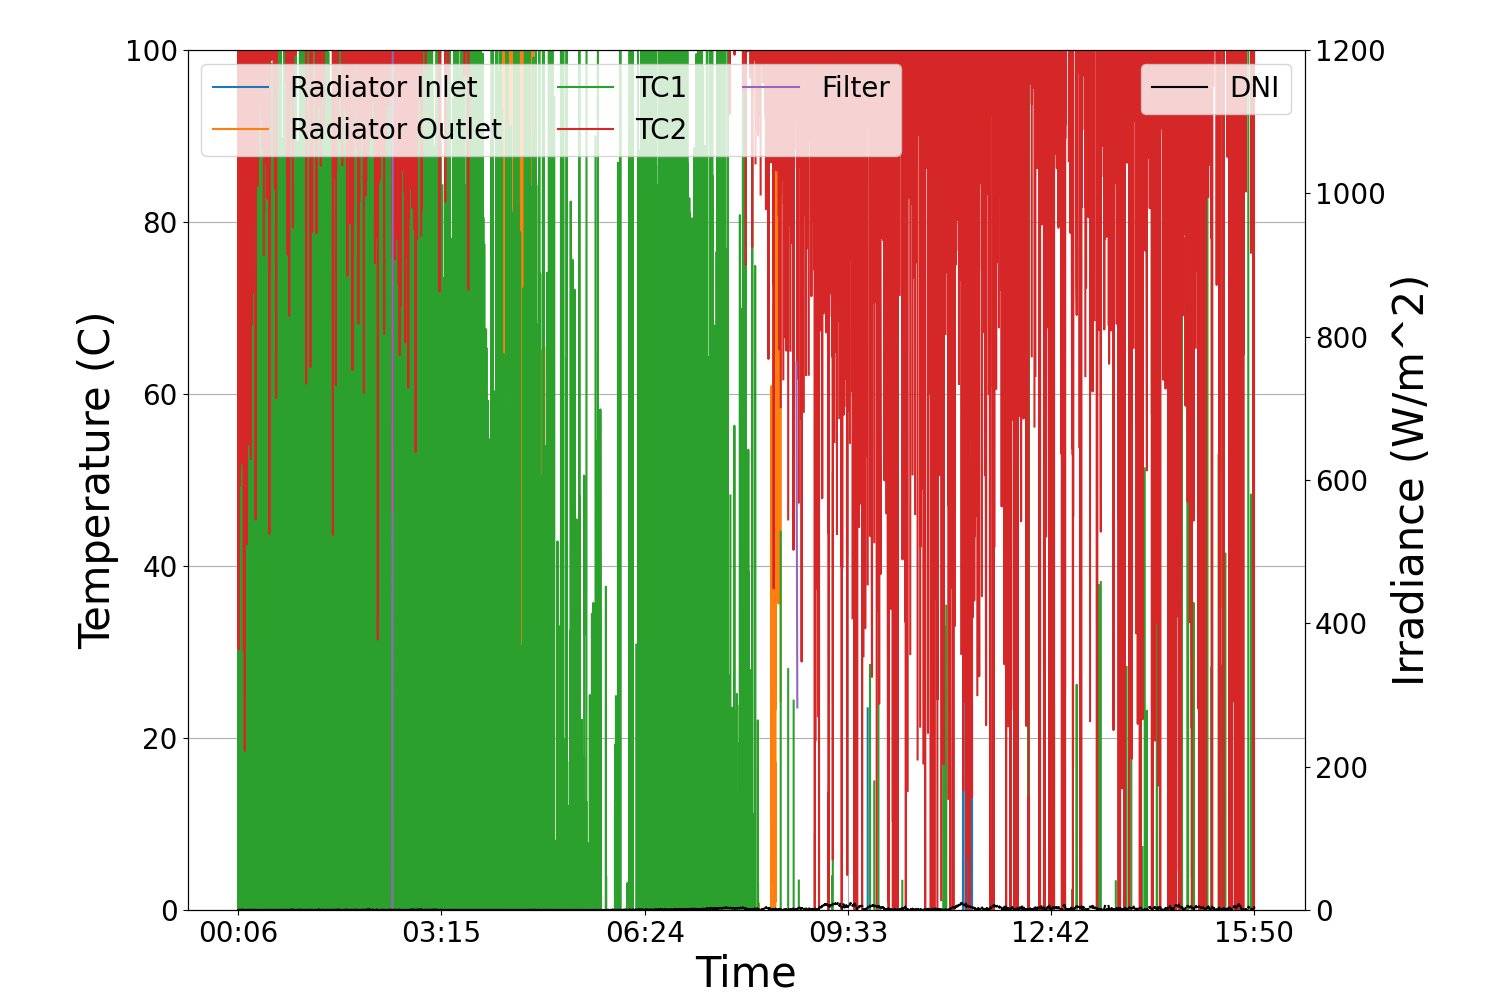 Radiator Inlet
Radiator Outlet
TC1
TC2
Filter
DNI
100
80
60
40
20
0
Temperature (C)
1200
1000
800
600
400
200
0
Irradiance (W/m^2)
00:06 03:15 06:24 09:33 12:42 15:50
Time